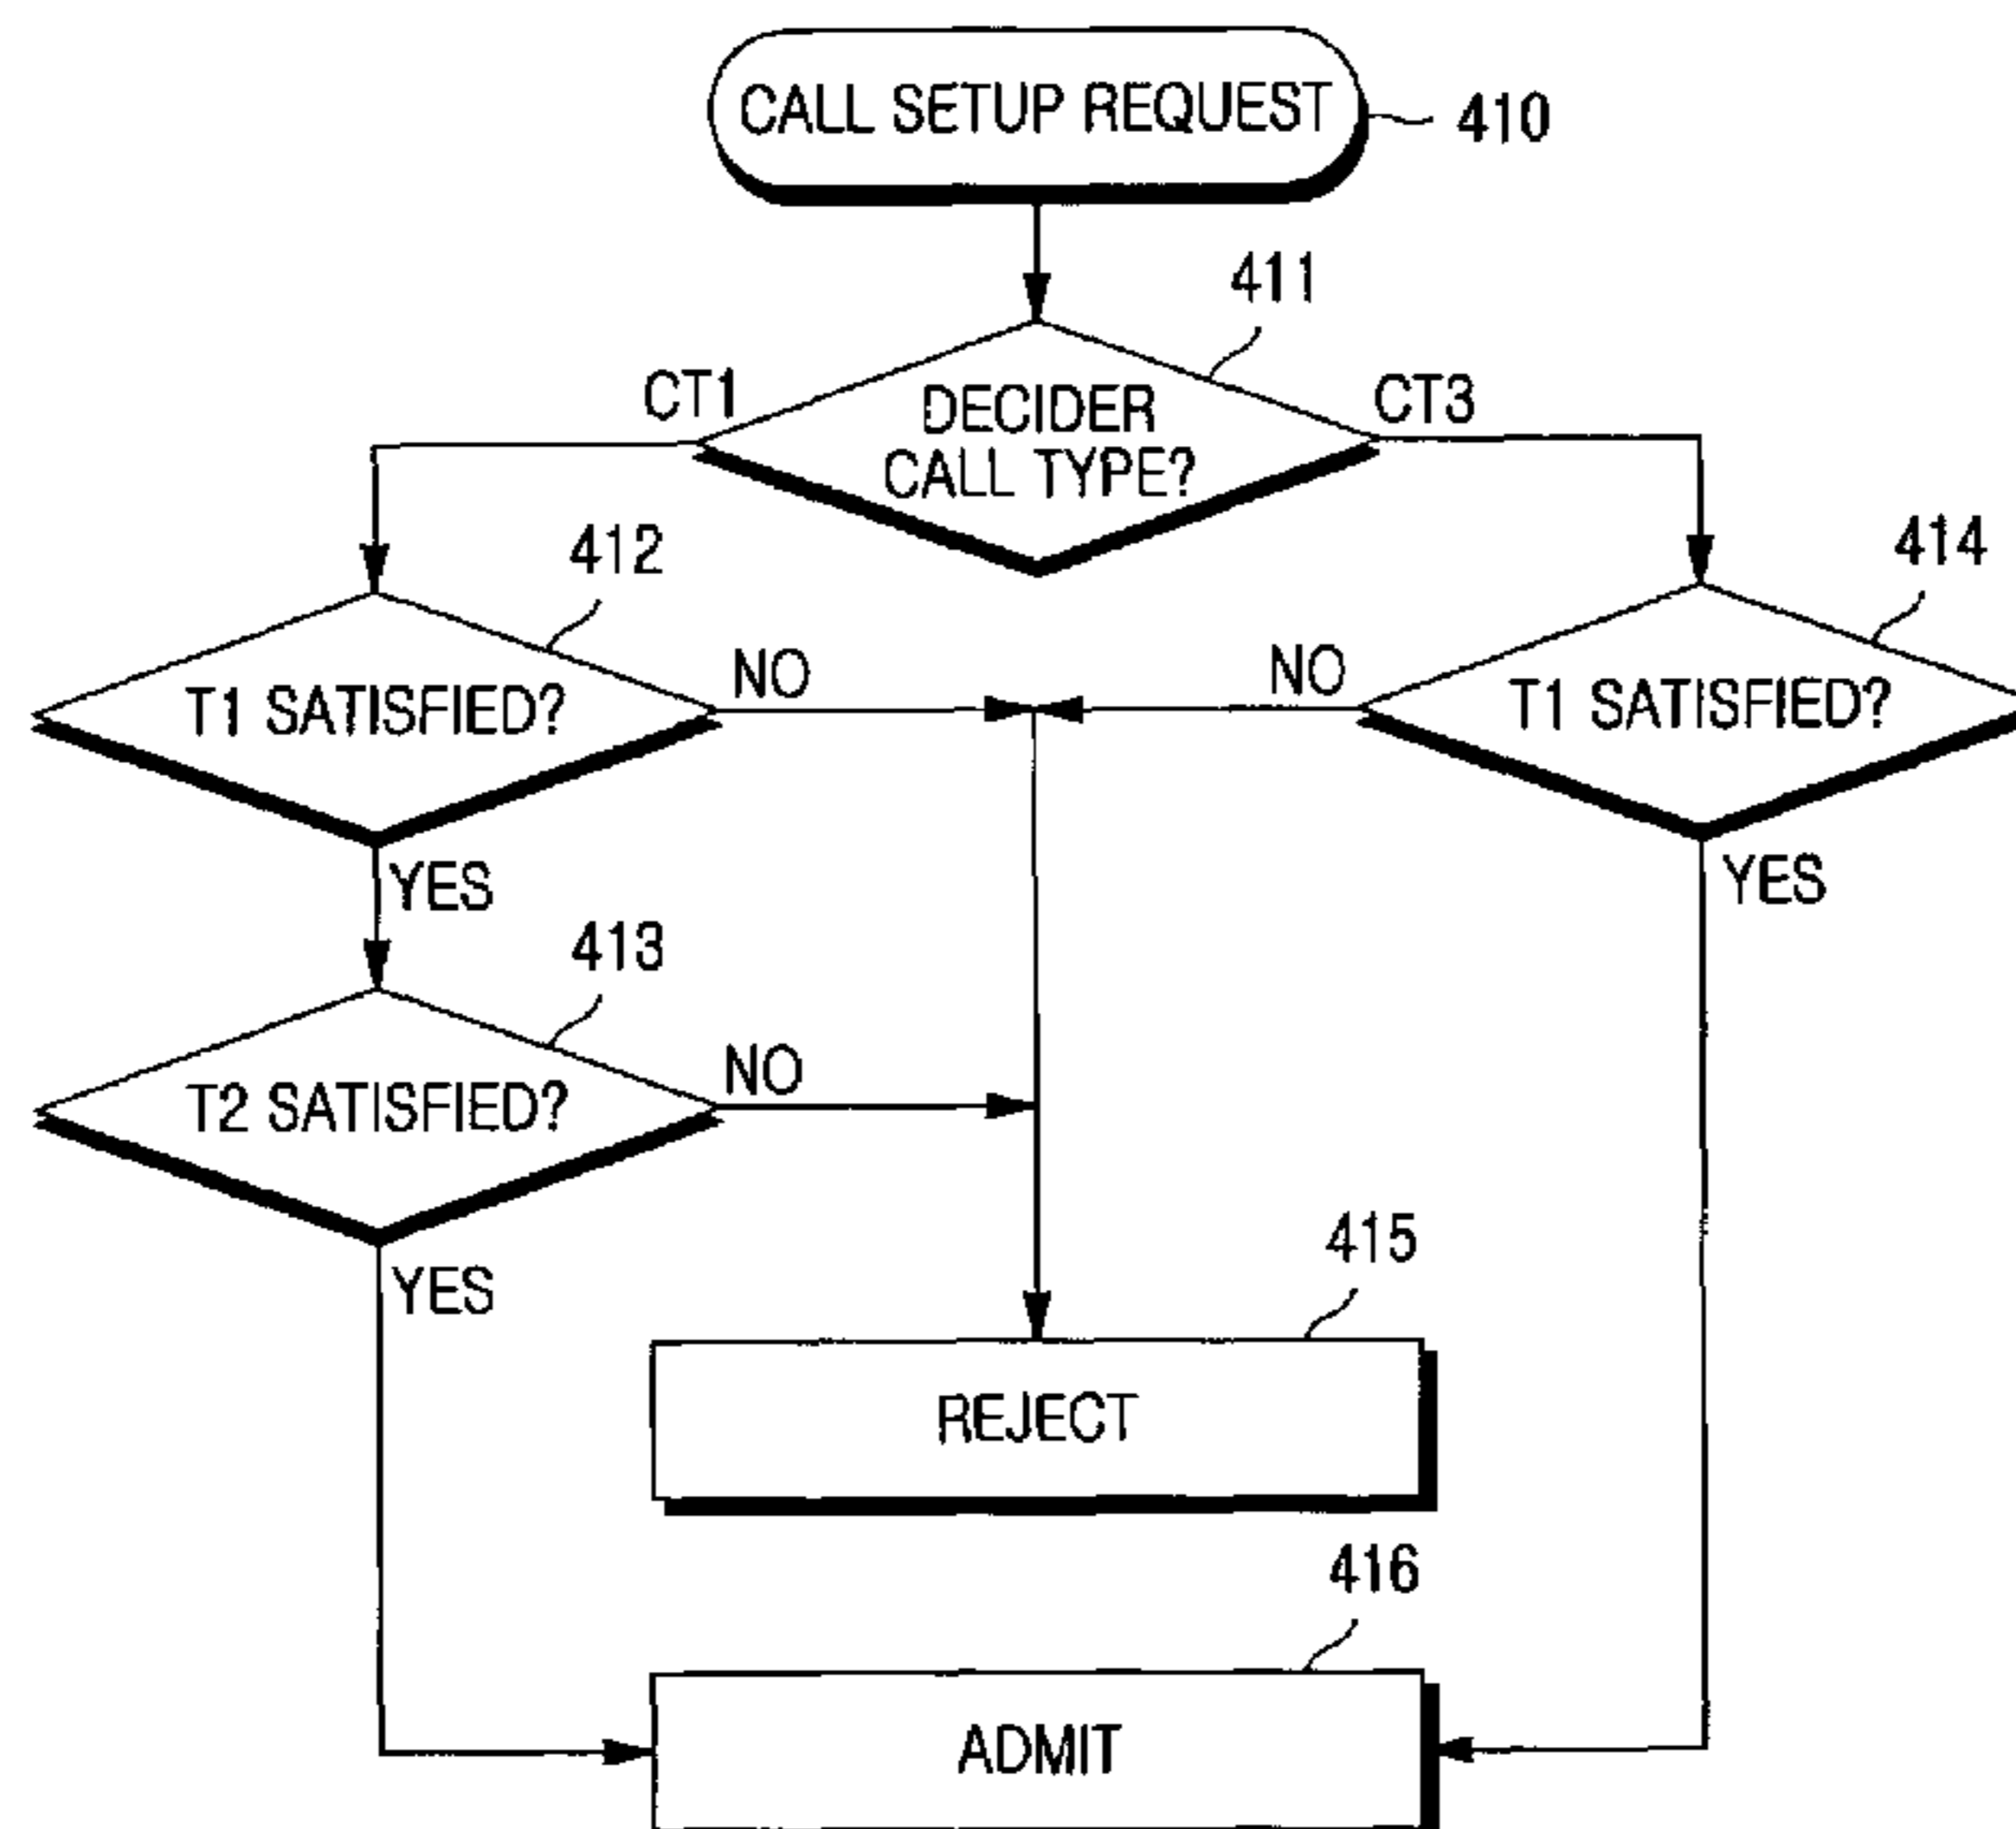 CALL SETUP REQUEST
410
411
CT1
DECIDER
CALL TYPE?
CT3
412
414
T1 SATISFIED?
NO
NO
T1 SATISFIED?
YES
YES
413
T2 SATISFIED?
NO
YES
415
REJECT
416
ADMIT